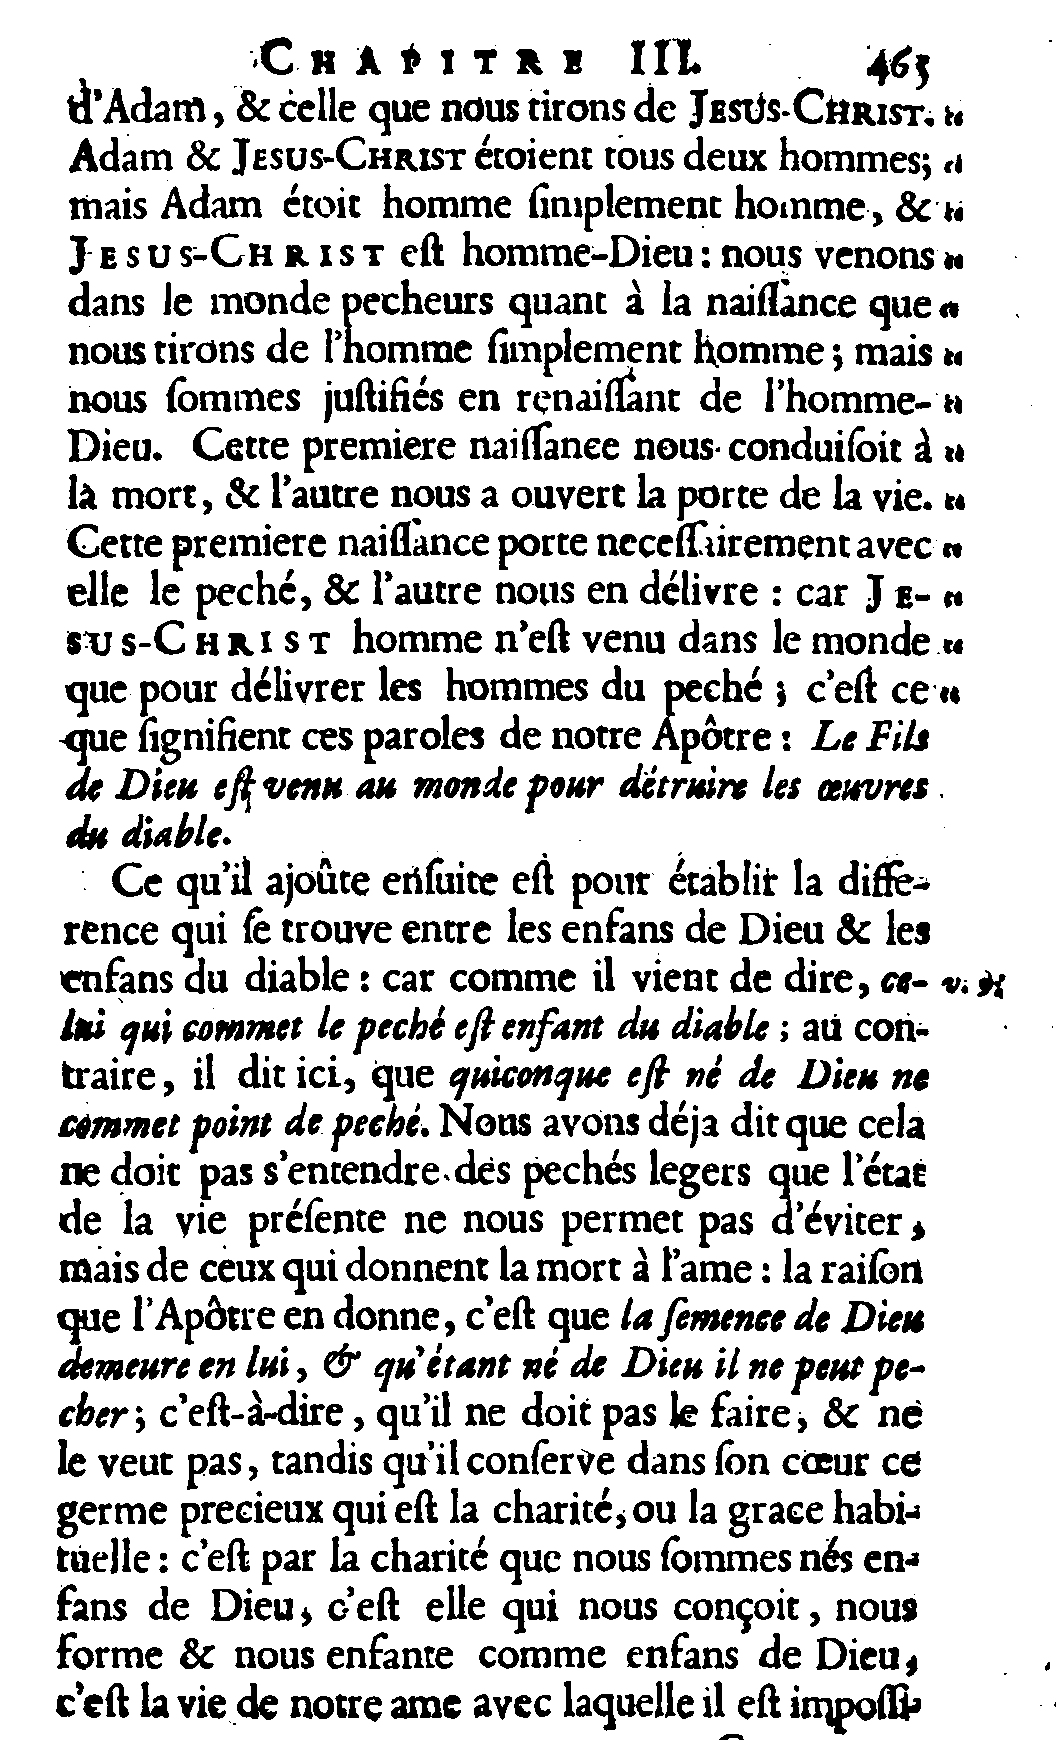 CHAPITRE III. 465
d'Adam, & celle que nous tirons de JESUS-CHRIST. „
Adam & JESUS-CHRIST étoient tous deux hommes; „
mais Adam étoit homme ſimplement homme, & „
JESUS-CHRIST eſt homme-Dieu : nous venons „
dans le monde pecheurs quant à la naiſſance que „
nous tirons de l'homme ſimplement homme ; mais „
nous ſommes juſtifiés en renaiſſant de l'homme- „
Dieu. Cette premiere naiſſance nous conduiſoit à „
la mort, & l'autre nous a ouvert la porte de la vie. „
Cette premiere naiſſance porte neceſſairement avec „
elle le peché, & l'autre nous en délivre : car JE- „
SUS-CHRIST homme n'eſt venu dans le monde „
que pour délivrer les hommes du peché ; c'eſt ce „
que ſignifient ces paroles de notre Apôtre : Le Fils
de Dieu eſt venu au monde pour détruire les œuvres
du diable.
Ce qu'il ajoûte enſuite eſt pour établir la diffe-
rence qui ſe trouve entre les enfans de Dieu & les
enfans du diable : car comme il vient de dire, ce- v.
lui qui commet le peché eſt enfant du diable ; au con-
traire, il dit ici, que quiconque eſt né de Dieu ne
commet point de peché. Nous avons déja dit que cela
ne doit pas s'entendre des pechés legers que l'état
de la vie préſente ne nous permet pas d'éviter,
mais de ceux qui donnent la mort à l'ame : la raiſon
que l'Apôtre en donne, c'eſt que la ſemence de Dieu
demeure en lui, & qu'étant né de Dieu il ne peut pe-
cher ; c'eſt-à-dire, qu'il ne doit pas le faire, & ne
le veut pas, tandis qu'il conſerve dans ſon cœur ce
germe precieux qui eſt la charité, ou la grace habi-
tuelle : c'eſt par la charité que nous ſommes nés en-
fans de Dieu, c'eſt elle qui nous conçoit, nous
forme & nous enfante comme enfans de Dieu,
c'eſt la vie de notre ame avec laquelle il eſt impoſſi-